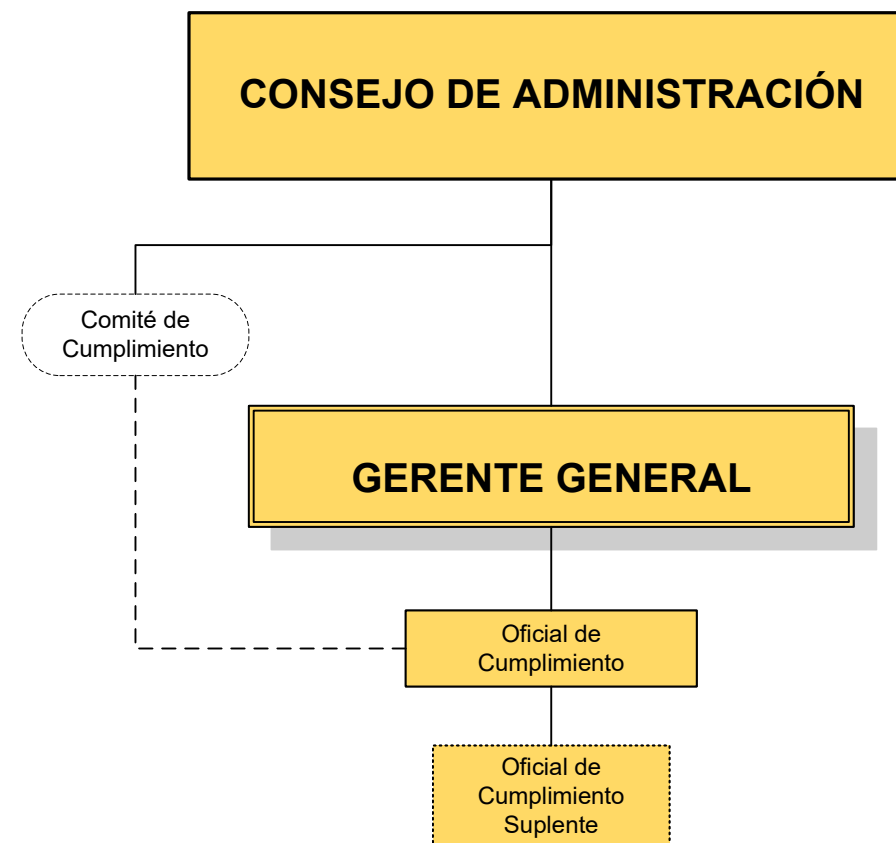 CONSEJO DE ADMINISTRACIÓN
Comité de
Cumplimiento
GERENTE GENERAL
Oficial de
Cumplimiento
Oficial de
Cumplimiento
Suplente